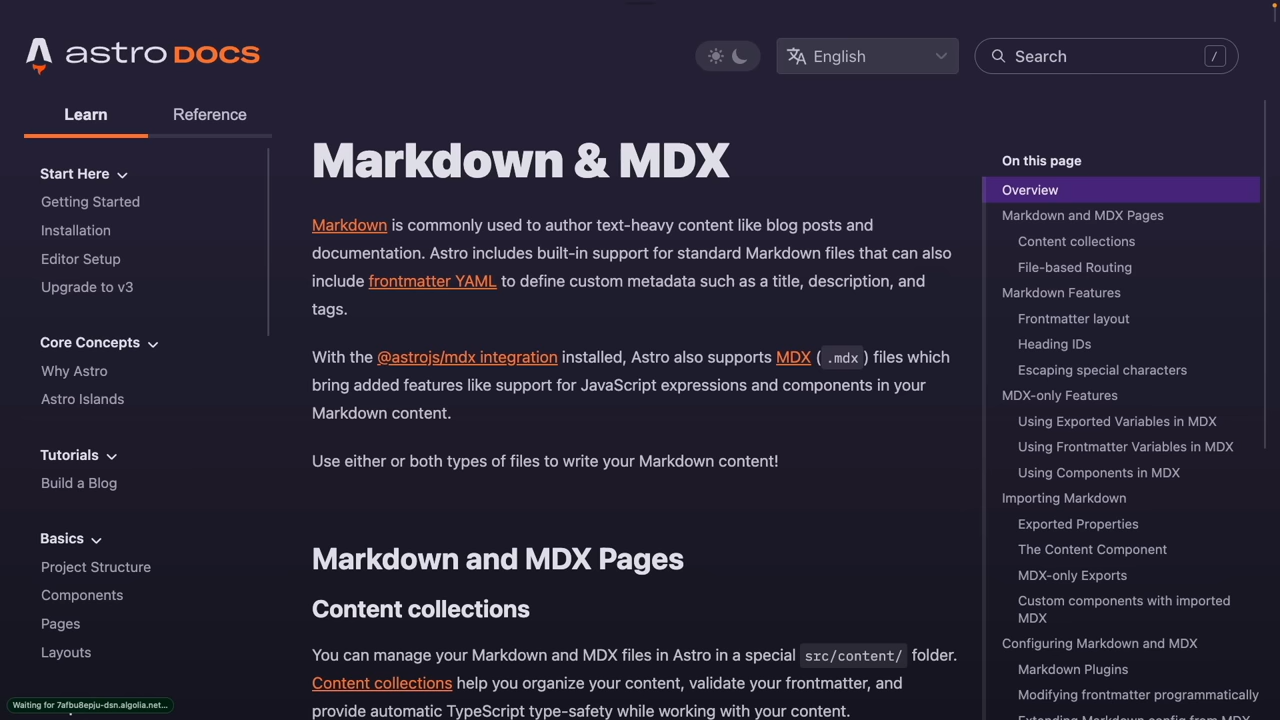 astro DOCS
English
Search
/
Learn
Reference
Start Here
Getting Started
Installation
Editor Setup
Upgrade to v3
Core Concepts
Why Astro
Astro Islands
Tutorials
Build a Blog
Basics
Project Structure
Components
Pages
Layouts
Waiting for 7afbu8epju-dsn.algolia.net...
Markdown & MDX
Markdown is commonly used to author text-heavy content like blog posts and
documentation. Astro includes built-in support for standard Markdown files that can also
include frontmatter YAML to define custom metadata such as a title, description, and
tags.
With the @astrojs/mdx integration installed, Astro also supports MDX ( .mdx ) files which
bring added features like support for JavaScript expressions and components in your
Markdown content.
Use either or both types of files to write your Markdown content!
Markdown and MDX Pages
Content collections
You can manage your Markdown and MDX files in Astro in a special src/content/ folder.
Content collections help you organize your content, validate your frontmatter, and
provide automatic TypeScript type-safety while working with your content.
On this page
Overview
Markdown and MDX Pages
Content collections
File-based Routing
Markdown Features
Frontmatter layout
Heading IDs
Escaping special characters
MDX-only Features
Using Exported Variables in MDX
Using Frontmatter Variables in MDX
Using Components in MDX
Importing Markdown
Exported Properties
The Content Component
MDX-only Exports
Custom components with imported
MDX
Configuring Markdown and MDX
Markdown Plugins
Modifying frontmatter programmatically
Extending Markdown config from MDX